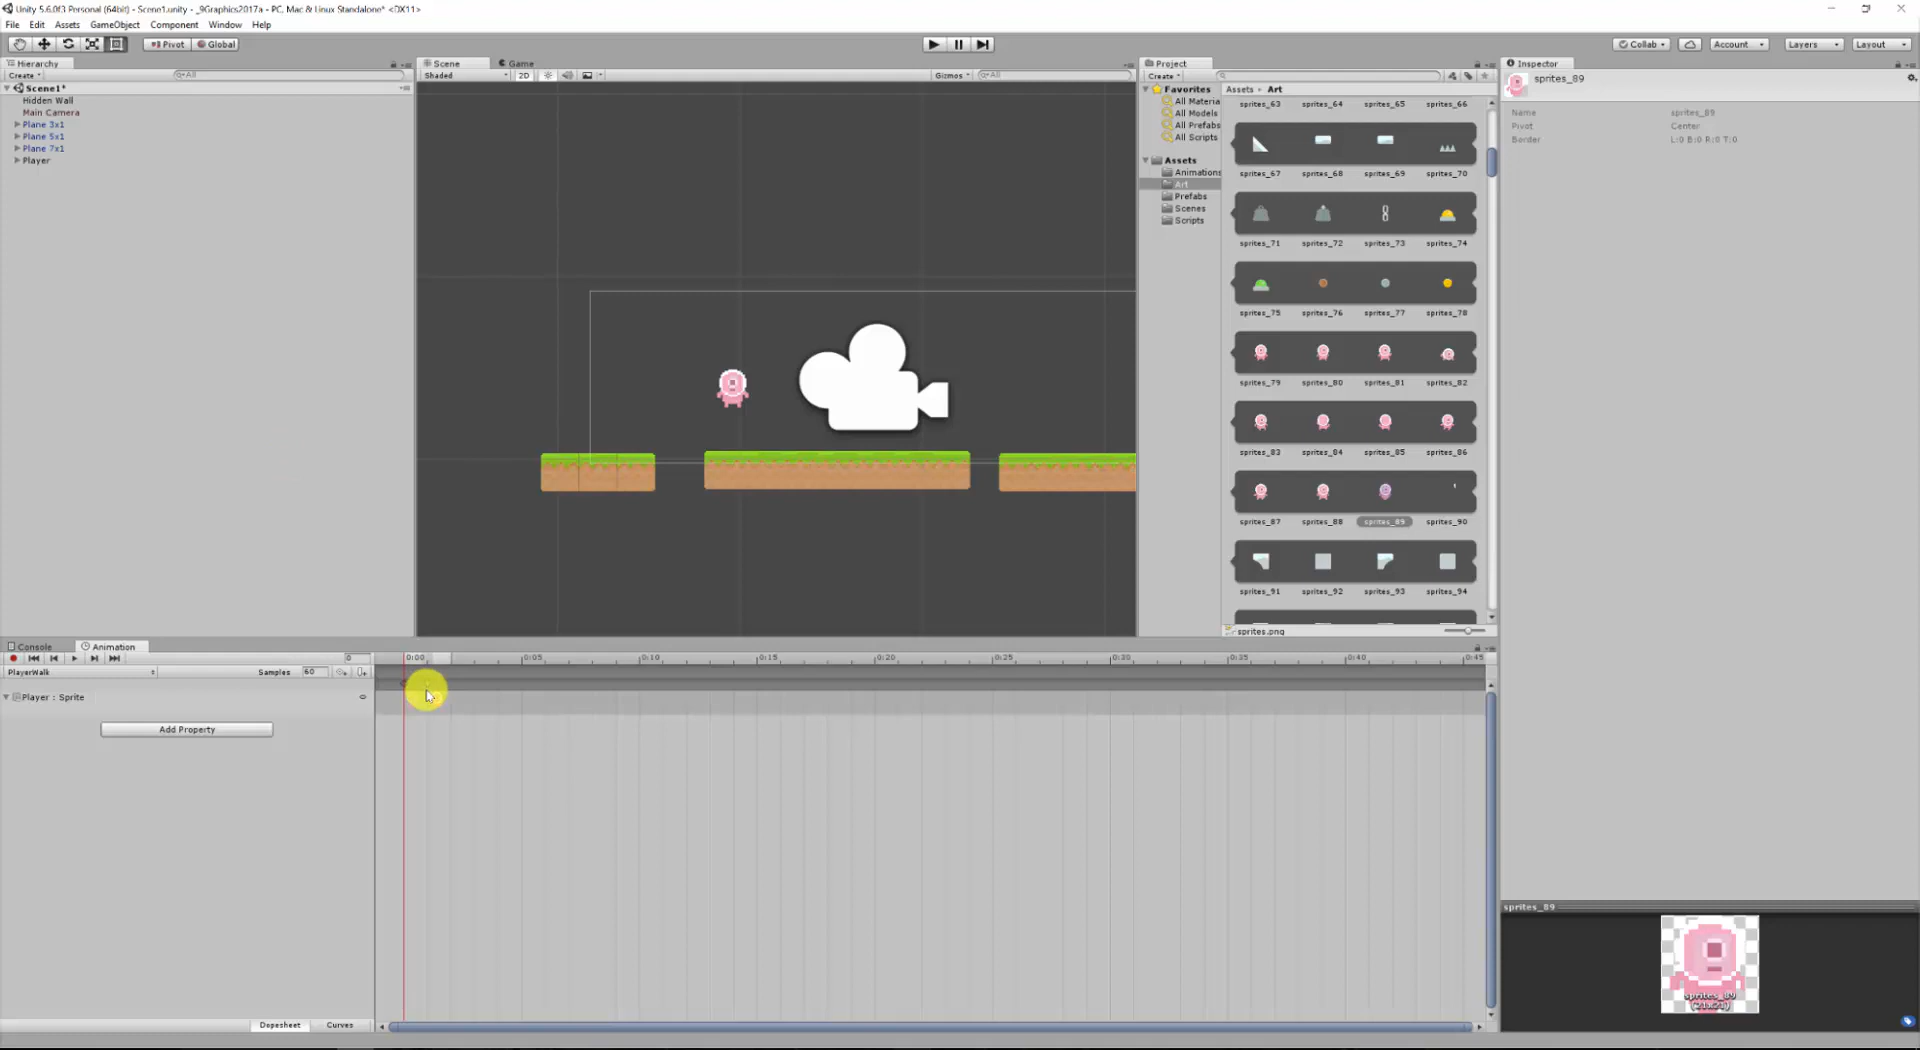 Unity 5.6.0f3 Personal (64bit) - Scene1.unity - _9Graphics2017a - PC, Mac & Linux Standalone* <DX11>
File Edit Assets GameObject Component Window Help
Pivot Global Collab Account Layers Layout
Hierarchy Scene Game Project Inspector
Create All Shaded 2D Gizmos All Create
sprites_89
Scene1*
Hidden Wall
Main Camera
Plane 3x1
Plane 5x1
Plane 7x1
Player
Favorites
All Materia
All Models
All Prefabs
All Scripts
Assets
Animations
Art
Prefabs
Scenes
Scripts
Assets Art
sprites_63 sprites_64 sprites_65 sprites_66
sprites_67 sprites_68 sprites_69 sprites_70
sprites_71 sprites_72 sprites_73 sprites_74
sprites_75 sprites_76 sprites_77 sprites_78
sprites_79 sprites_80 sprites_81 sprites_82
sprites_83 sprites_84 sprites_85 sprites_86
sprites_87 sprites_88 sprites_89 sprites_90
sprites_91 sprites_92 sprites_93 sprites_94
sprites.png
Name sprites_89
Pivot Center
Border L:0 B:0 R:0 T:0
Console Animation
0 0:00 0:05 0:10 0:15 0:20 0:25 0:30 0:35 0:40 0:45
PlayerWalk Samples 60
Player : Sprite
Add Property
Dopesheet Curves
sprites_89
sprites_89
(21x21)